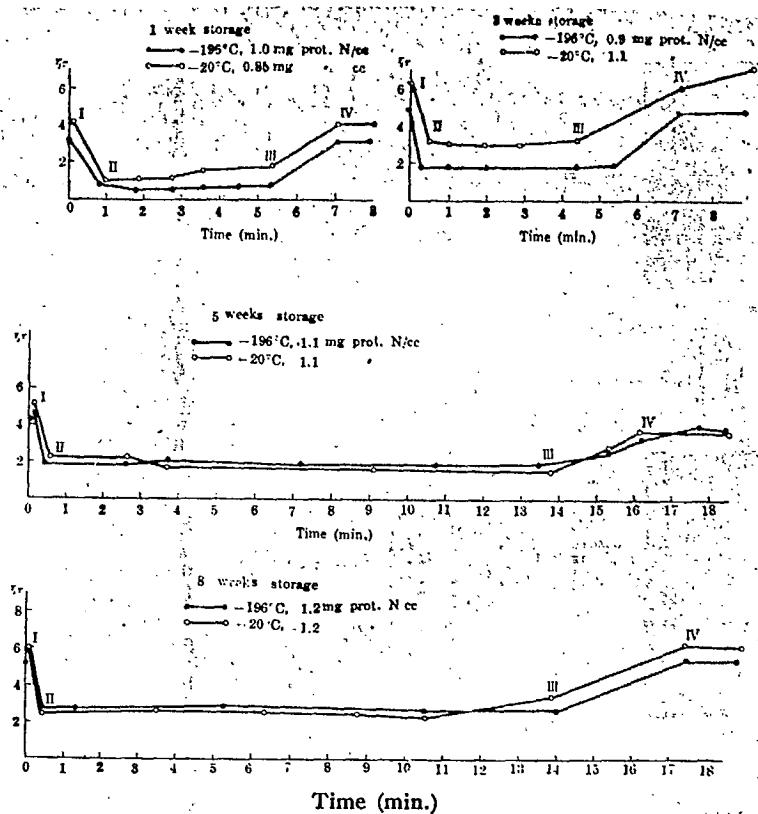 1 week storage
−195°C, 1.0 mg prot. N/cc
−20°C, 0.85 mg cc
ηr
6
4
2
I
II
III
IV
0 1 2 3 4 5 6 7 8
Time (min.)
weeks storage
−196°C, 0.9 mg prot. N/cc
−20°C, 1.1
6
4
2
I
II
III
IV
0 1 2 3 4 5 6 7 8
Time (min.)
5 weeks storage
−196°C, 1.1 mg prot. N/cc
−20°C, 1.1
ηr
6
4
2
I
II
III
IV
0 1 2 3 4 5 6 7 8 9 10 11 12 13 14 15 16 17 18
Time (min.)
8 weeks storage
−196°C, 1.2 mg prot. N cc
−20°C, 1.2
ηr
8
6
4
2
I
II
III
IV
0 1 2 3 4 5 6 7 8 9 10 11 12 13 14 15 16 17 18
Time (min.)